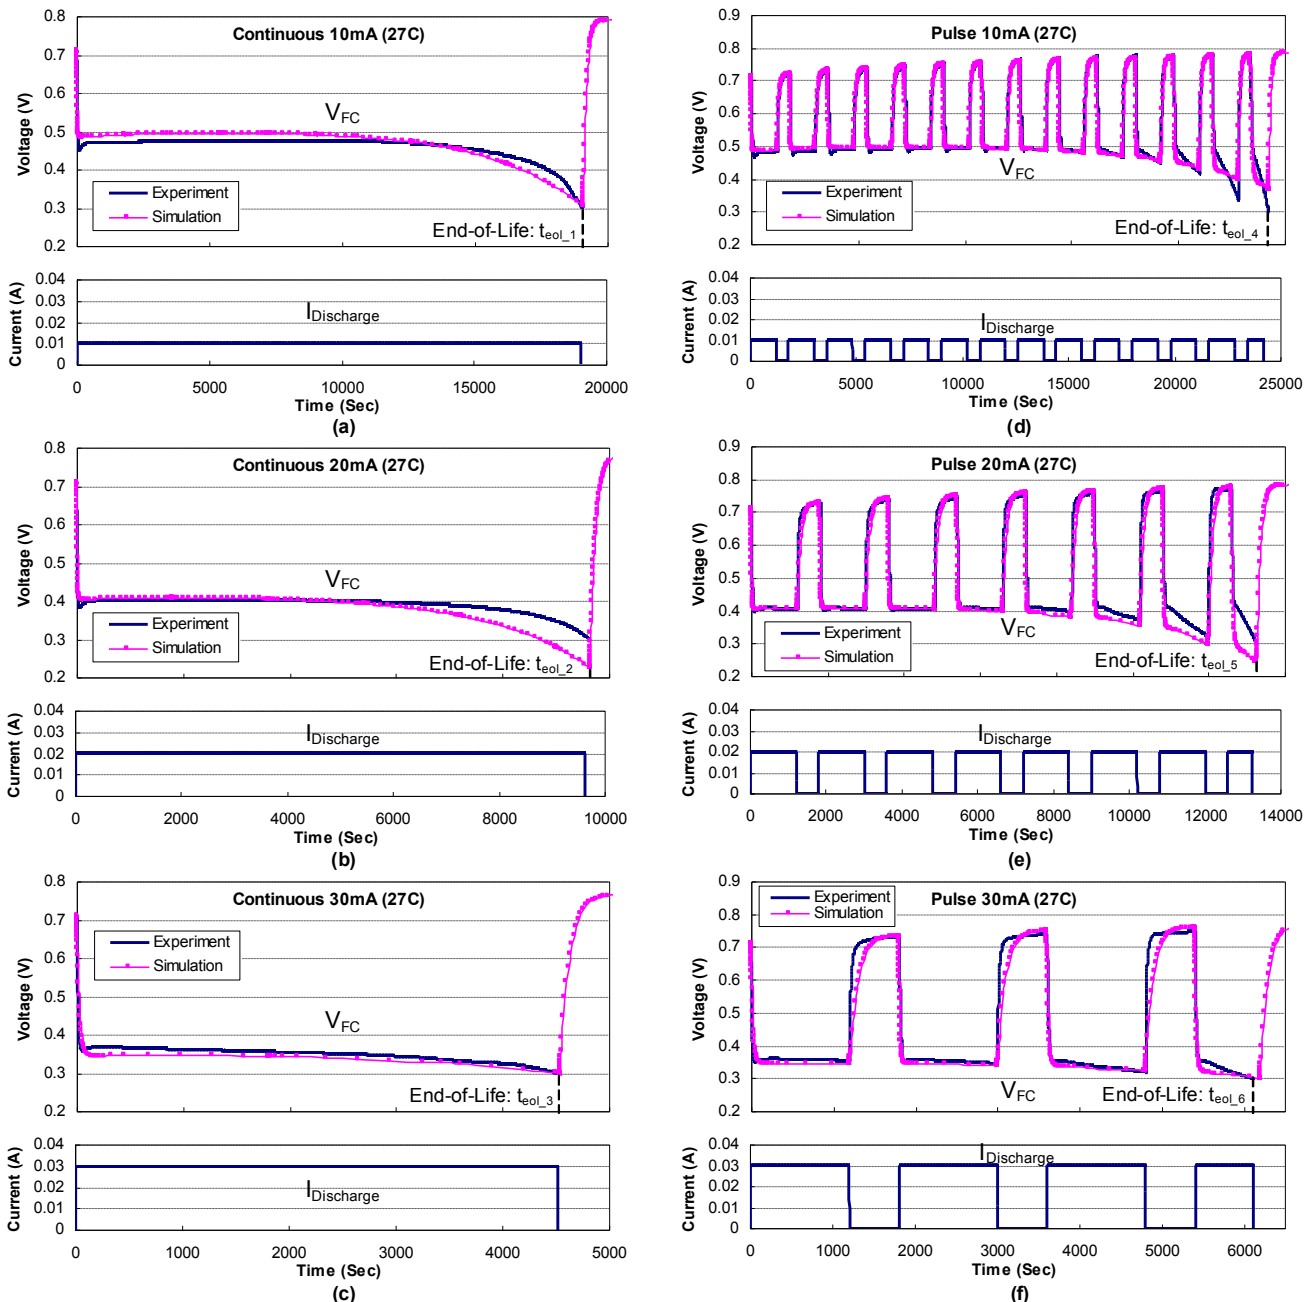 Continuous 10mA (27C)
Voltage (V)
0.8
0.7
0.6
0.5
0.4
0.3
0.2
V_FC
Experiment
Simulation
End-of-Life: t_eol_1
Current (A)
0.04
0.03
0.02
0.01
0
I_Discharge
0 5000 10000 15000 20000
Time (Sec)
(a)
Continuous 20mA (27C)
Voltage (V)
0.8
0.7
0.6
0.5
0.4
0.3
0.2
V_FC
Experiment
Simulation
End-of-Life: t_eol_2
Current (A)
0.04
0.03
0.02
0.01
0
I_Discharge
0 2000 4000 6000 8000 10000
Time (Sec)
(b)
Continuous 30mA (27C)
Voltage (V)
0.8
0.7
0.6
0.5
0.4
0.3
0.2
Experiment
Simulation
V_FC
End-of-Life: t_eol_3
Current (A)
0.04
0.03
0.02
0.01
0
I_Discharge
0 1000 2000 3000 4000 5000
Time (Sec)
(c)
Pulse 10mA (27C)
Voltage (V)
0.9
0.8
0.7
0.6
0.5
0.4
0.3
0.2
V_FC
Experiment
Simulation
End-of-Life: t_eol_4
Current (A)
0.04
0.03
0.02
0.01
0
I_Discharge
0 5000 10000 15000 20000 25000
Time (Sec)
(d)
Pulse 20mA (27C)
Voltage (V)
0.9
0.8
0.7
0.6
0.5
0.4
0.3
0.2
V_FC
Experiment
Simulation
End-of-Life: t_eol_5
Current (A)
0.04
0.03
0.02
0.01
0
I_Discharge
0 2000 4000 6000 8000 10000 12000 14000
Time (Sec)
(e)
Pulse 30mA (27C)
Experiment
Simulation
Voltage (V)
0.9
0.8
0.7
0.6
0.5
0.4
0.3
0.2
V_FC
End-of-Life: t_eol_6
Current (A)
0.04
0.03
0.02
0.01
0
I_Discharge
0 1000 2000 3000 4000 5000 6000
Time (Sec)
(f)